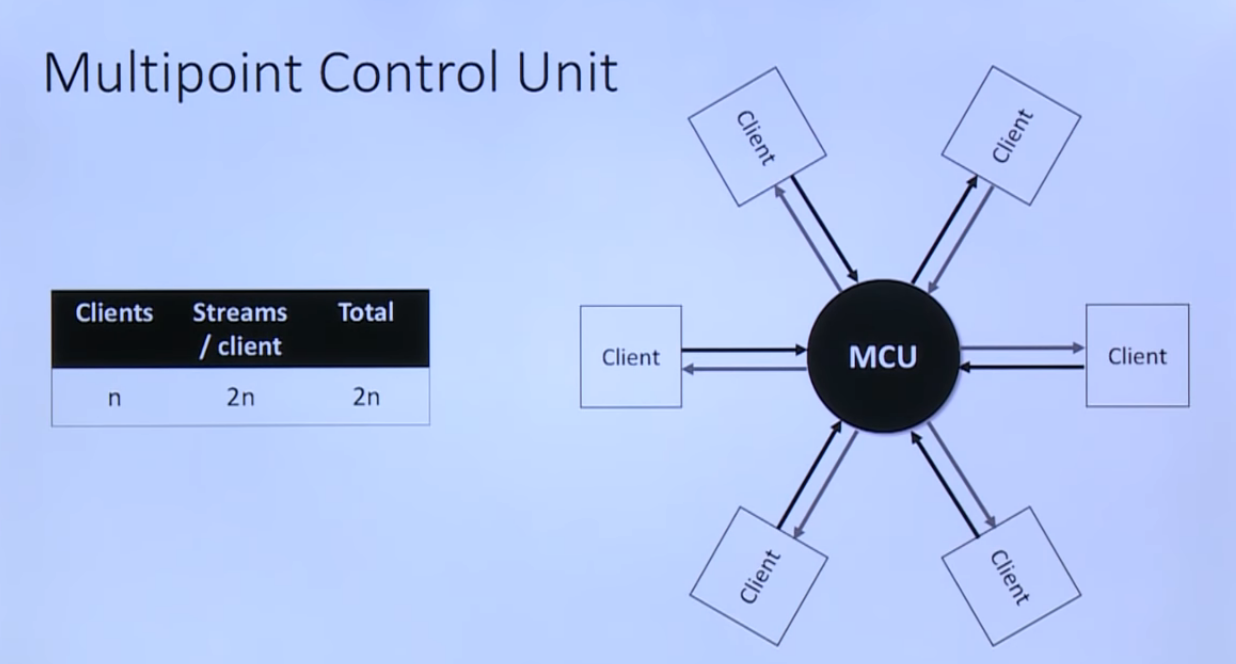 Multipoint Control Unit
Clients Streams / client Total
n 2n 2n
Client
Client
Client
MCU
Client
Client
Client